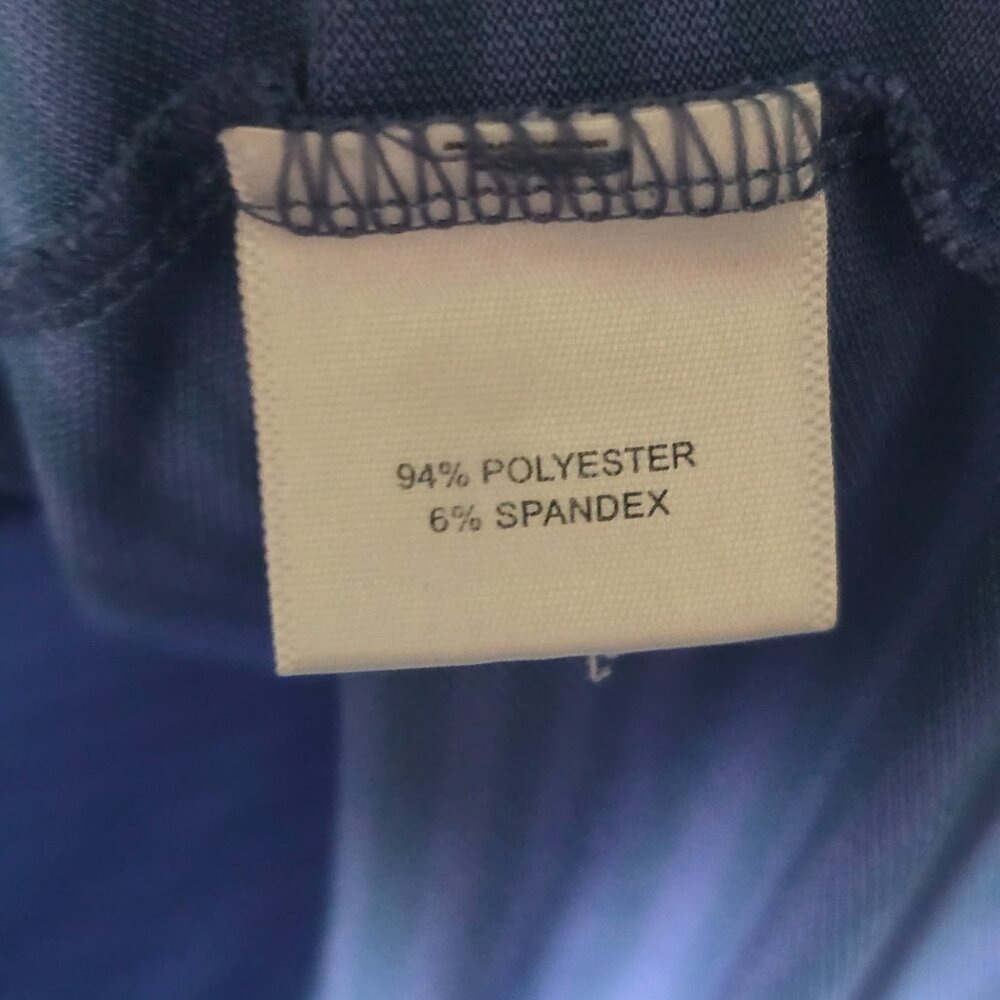 94% POLYESTER
6% SPANDEX